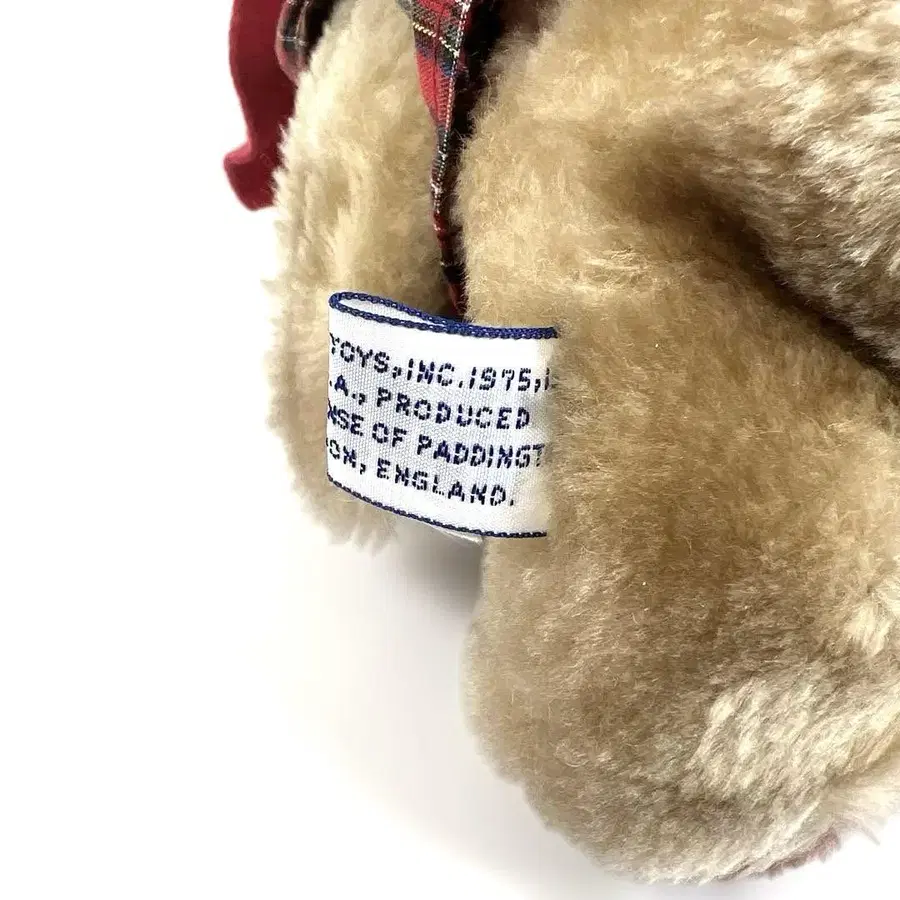 TOYS, INC. 1975,
.A., PRODUCED
NSE OF PADDINGT
ON, ENGLAND.